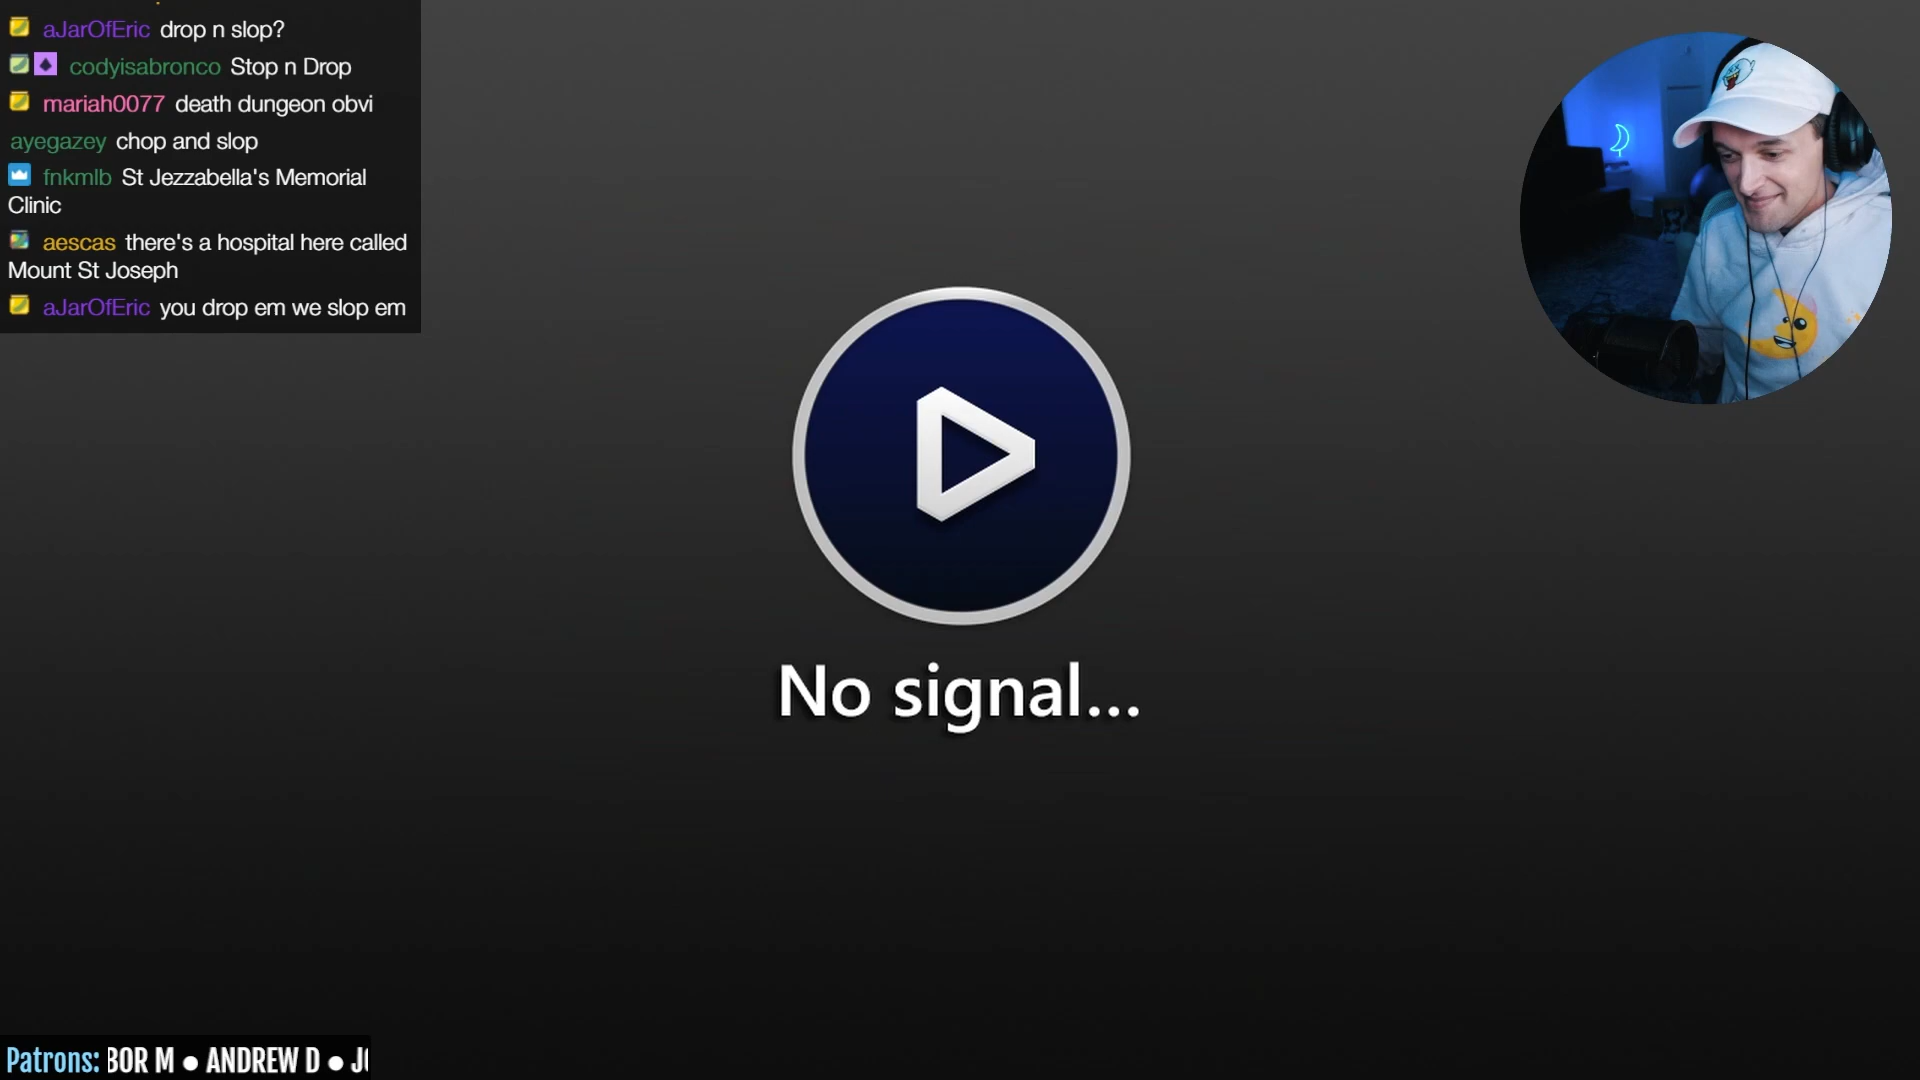 aJarOfEric drop n slop?
codyisabronco Stop n Drop
mariah0077 death dungeon obvi
ayegazey chop and slop
fnkmlb St Jezzabella's Memorial
Clinic
aescas there's a hospital here called
Mount St Joseph
aJarOfEric you drop em we slop em
No signal...
Patrons: BOR M ● ANDREW D ●